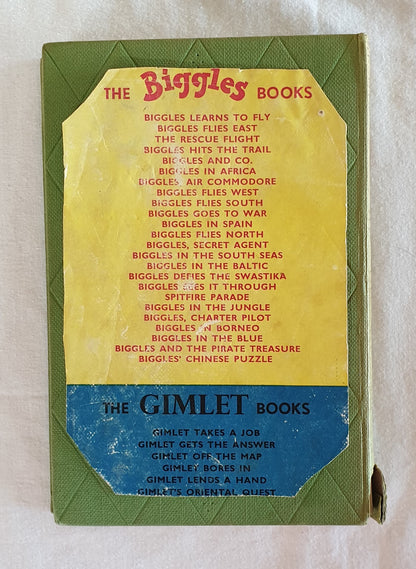 THE Biggles BOOKS
BIGGLES LEARNS TO FLY
BIGGLES FLIES EAST
THE RESCUE FLIGHT
BIGGLES HITS THE TRAIL
BIGGLES AND CO.
BIGGLES IN AFRICA
BIGGLES, AIR COMMODORE
BIGGLES FLIES WEST
BIGGLES FLIES SOUTH
BIGGLES GOES TO WAR
BIGGLES IN SPAIN
BIGGLES FLIES NORTH
BIGGLES, SECRET AGENT
BIGGLES IN THE SOUTH SEAS
BIGGLES IN THE BALTIC
BIGGLES DEFIES THE SWASTIKA
BIGGLES SEES IT THROUGH
SPITFIRE PARADE
BIGGLES IN THE JUNGLE
BIGGLES, CHARTER PILOT
BIGGLES IN BORNEO
BIGGLES IN THE BLUE
BIGGLES AND THE PIRATE TREASURE
BIGGLES' CHINESE PUZZLE
THE GIMLET BOOKS
GIMLET TAKES A JOB
GIMLET GETS THE ANSWER
GIMLET OFF THE MAP
GIMLET BORES IN
GIMLET LENDS A HAND
GIMLET'S ORIENTAL QUEST